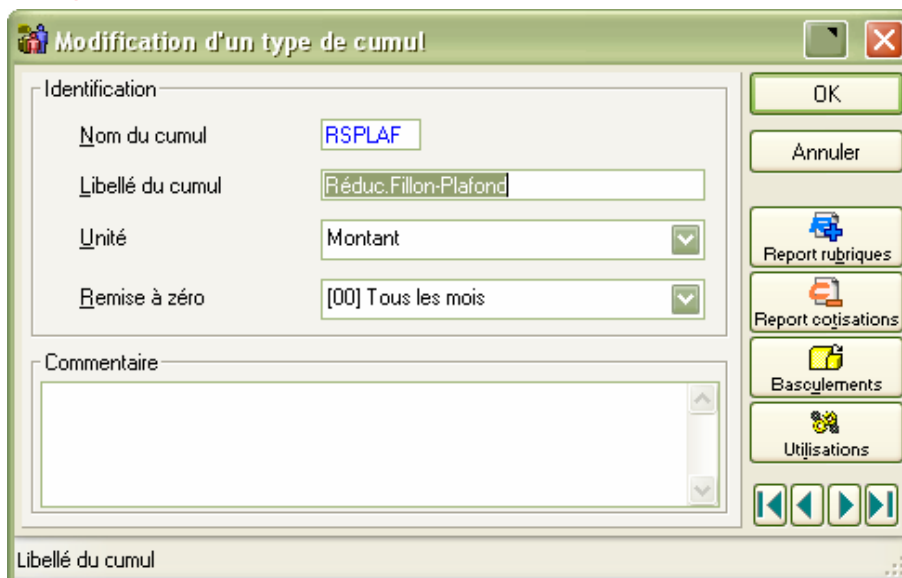 Modification d'un type de cumul
Identification
Nom du cumul RSPLAF
Libellé du cumul Réduc.Fillon-Plafond
Unité Montant
Remise à zéro [00] Tous les mois
Commentaire
OK
Annuler
Report rubriques
Report cotisations
Basculements
Utilisations
Libellé du cumul